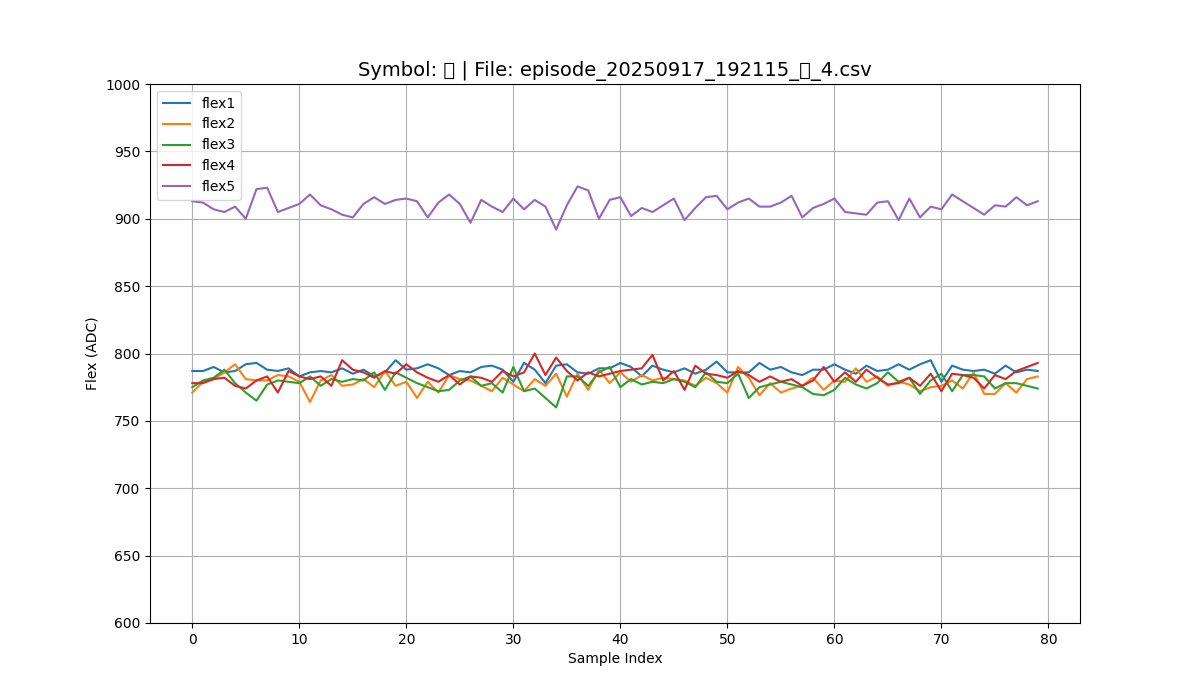 Symbol: | File: episode_20250917_192115_ _4.csv
1000
950
900
850
800
750
700
650
600
flex1
flex2
flex3
flex4
flex5
Flex (ADC)
0 10 20 30 40 50 60 70 80
Sample Index